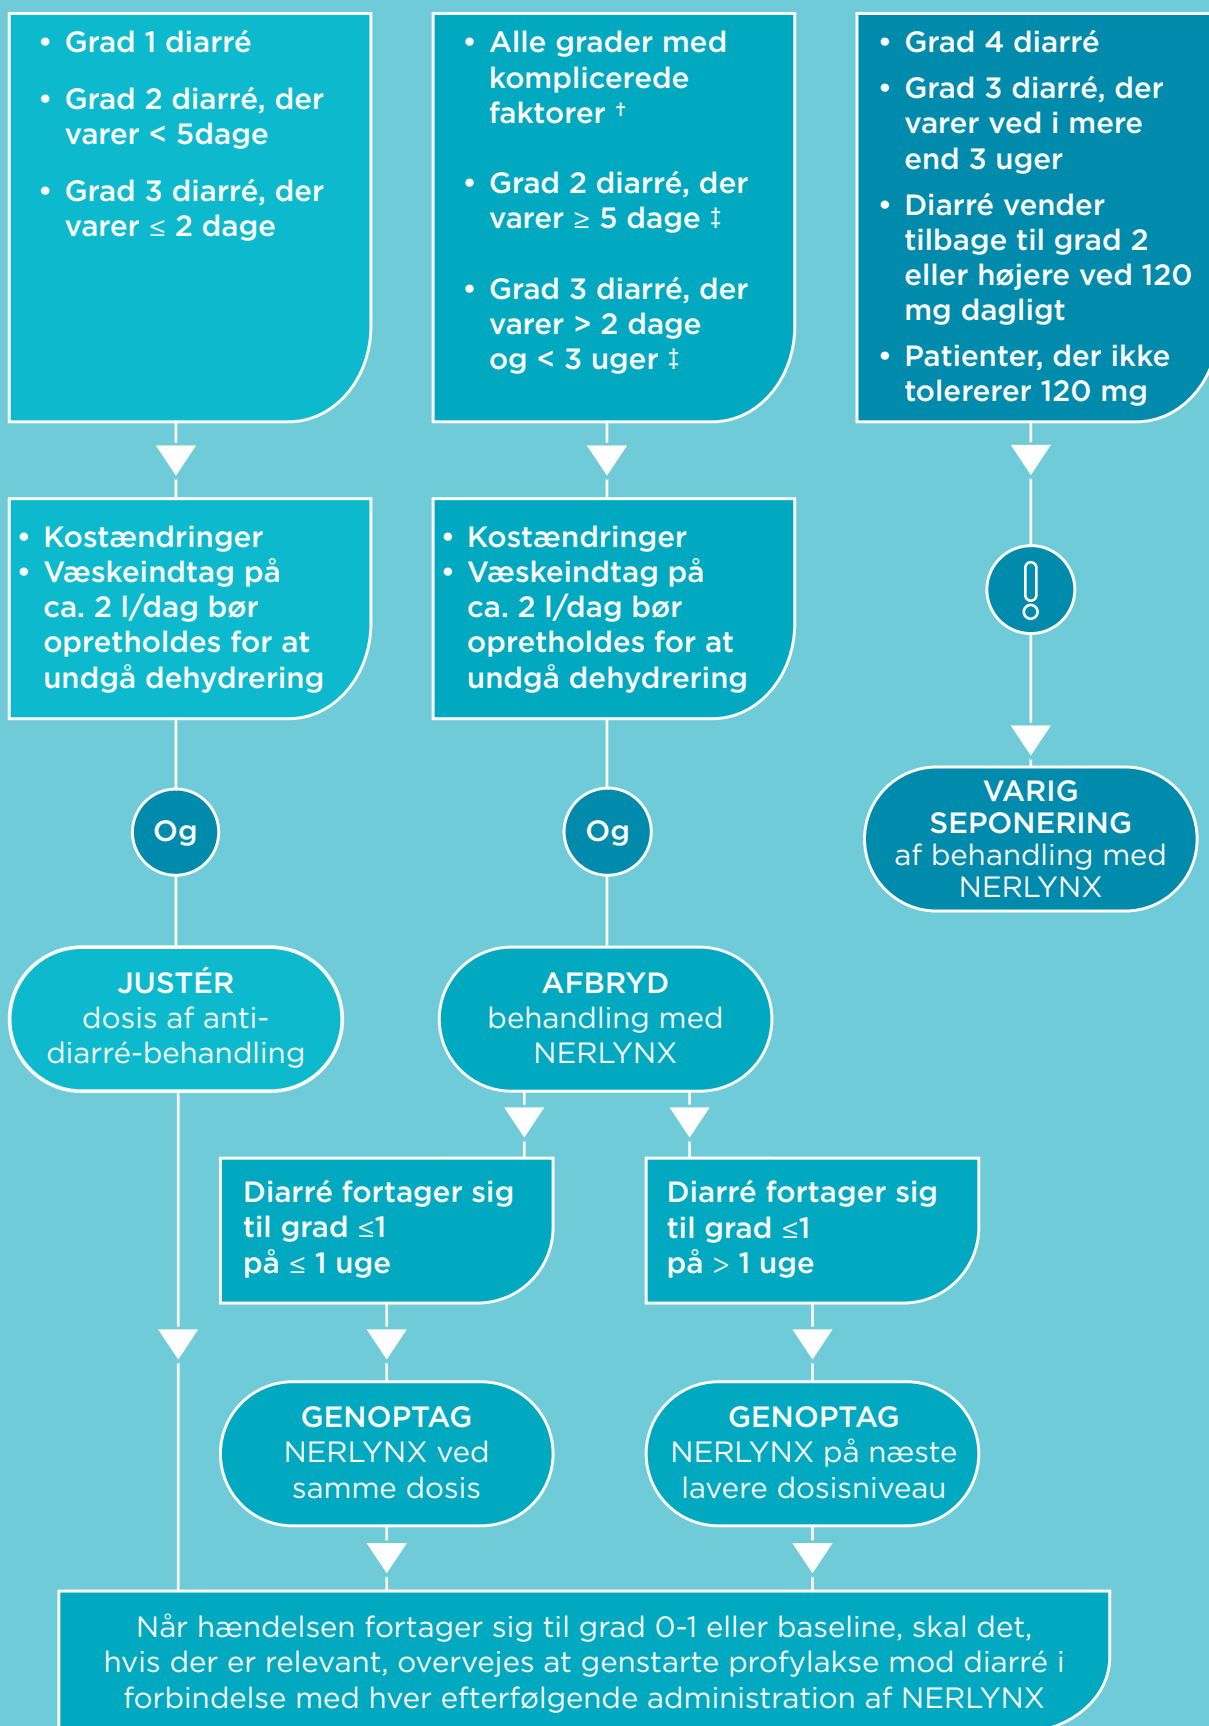 • Grad 1 diarré
• Grad 2 diarré, der
varer < 5dage
• Grad 3 diarré, der
varer ≤ 2 dage
• Alle grader med
komplicerede
faktorer †
• Grad 2 diarré, der
varer ≥ 5 dage ‡
• Grad 3 diarré, der
varer > 2 dage
og < 3 uger ‡
• Grad 4 diarré
• Grad 3 diarré, der
varer ved i mere
end 3 uger
• Diarré vender
tilbage til grad 2
eller højere ved 120
mg dagligt
• Patienter, der ikke
tolererer 120 mg
• Kostændringer
• Væskeindtag på
ca. 2 l/dag bør
opretholdes for at
undgå dehydrering
• Kostændringer
• Væskeindtag på
ca. 2 l/dag bør
opretholdes for at
undgå dehydrering
!
Og
Og
VARIG
SEPONERING
af behandling med
NERLYNX
JUSTÉR
dosis af anti-
diarré-behandling
AFBRYD
behandling med
NERLYNX
Diarré fortager sig
til grad ≤1
på ≤ 1 uge
Diarré fortager sig
til grad ≤1
på > 1 uge
GENOPTAG
NERLYNX ved
samme dosis
GENOPTAG
NERLYNX på næste
lavere dosisniveau
Når hændelsen fortager sig til grad 0-1 eller baseline, skal det,
hvis der er relevant, overvejes at genstarte profylakse mod diarré i
forbindelse med hver efterfølgende administration af NERLYNX